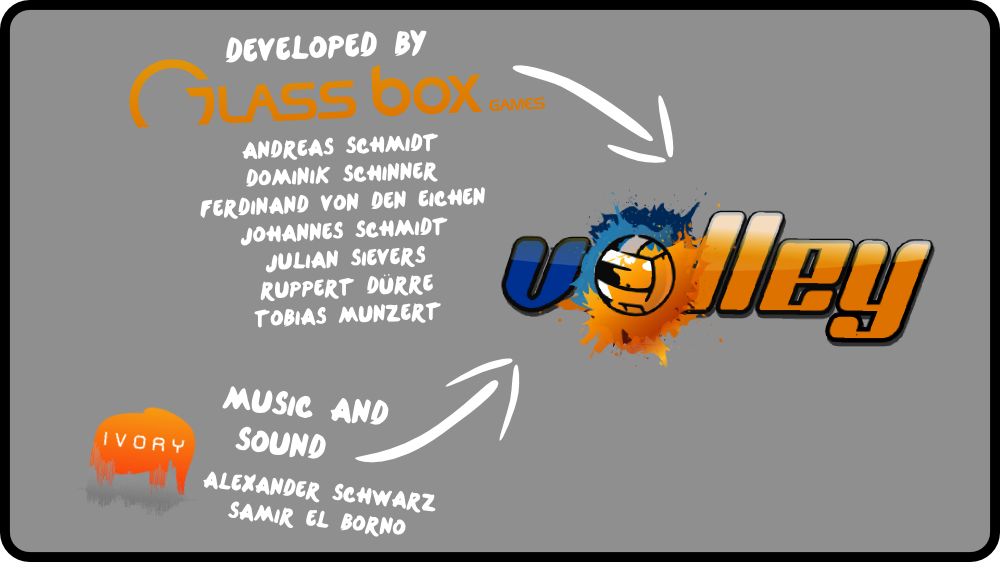 DEVELOPED BY
GLASS BOX GAMES
ANDREAS SCHMIDT
DOMINIK SCHINNER
FERDINAND VON DEN EICHEN
JOHANNES SCHMIDT
JULIAN SIEVERS
RUPPERT DÜRRE
TOBIAS MUNZERT
volley
MUSIC AND
SOUND
IVORY
ALEXANDER SCHWARZ
SAMIR EL BORNO